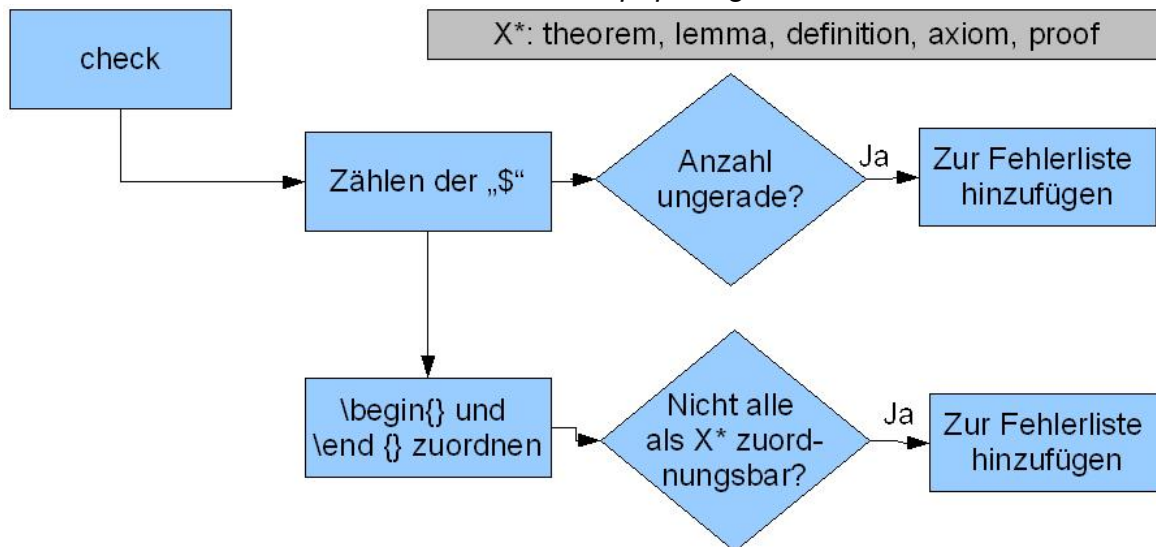 X*: theorem, lemma, definition, axiom, proof
check
Zählen der „$“
Anzahl
ungerade?
Ja
Zur Fehlerliste
hinzufügen
\begin{} und
\end {} zuordnen
Nicht alle
als X* zuord-
nungsbar?
Ja
Zur Fehlerliste
hinzufügen